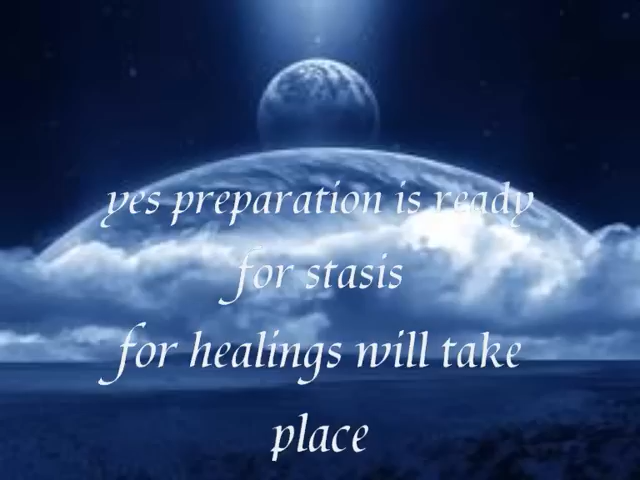 yes preparation is ready
for stasis
for healings will take
place